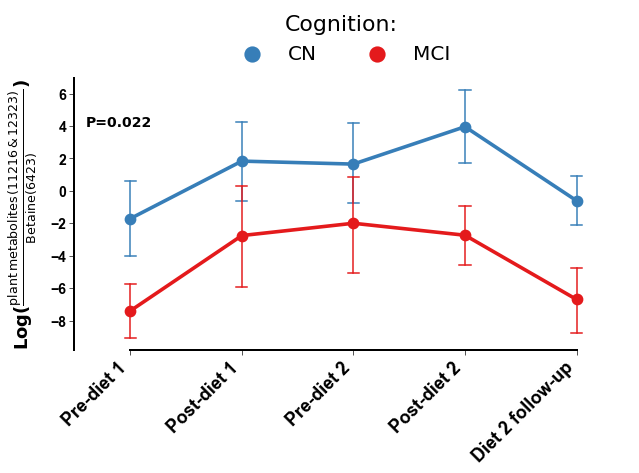 Cognition:
CN MCI
P=0.022
6
4
2
0
−2
−4
−6
−8
Log(plant metabolites (11216 & 12323)
Betaine(6423))
Pre-diet 1
Post-diet 1
Pre-diet 2
Post-diet 2
Diet 2 follow-up